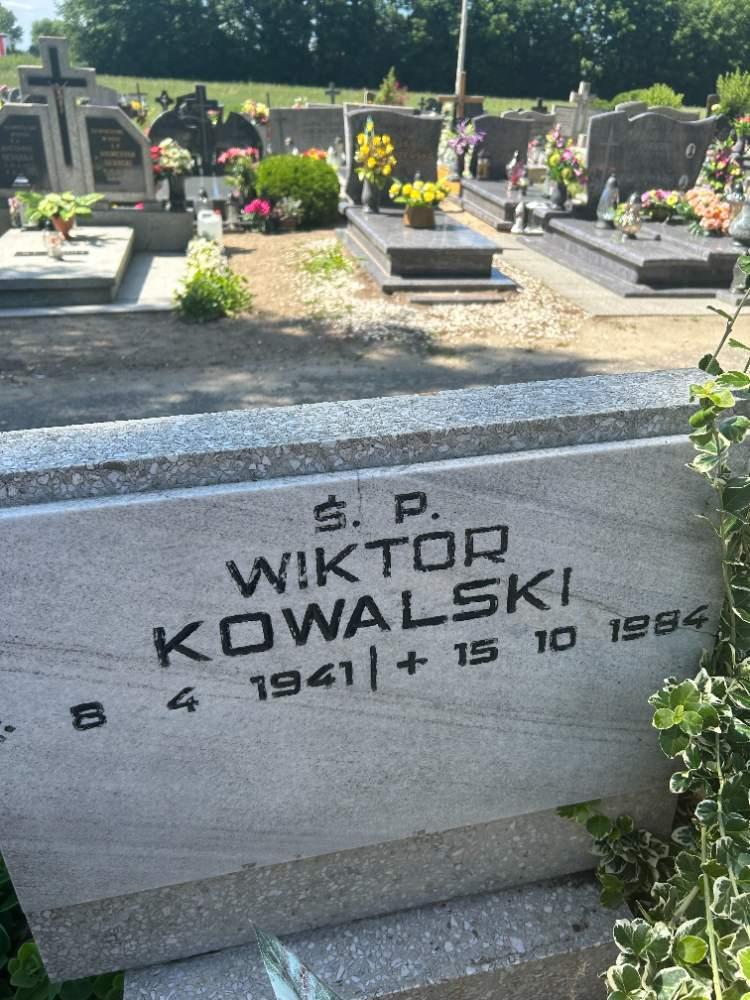 Ś. P.
WIKTOR
KOWALSKI
8 4 1941 | + 15 10 1984